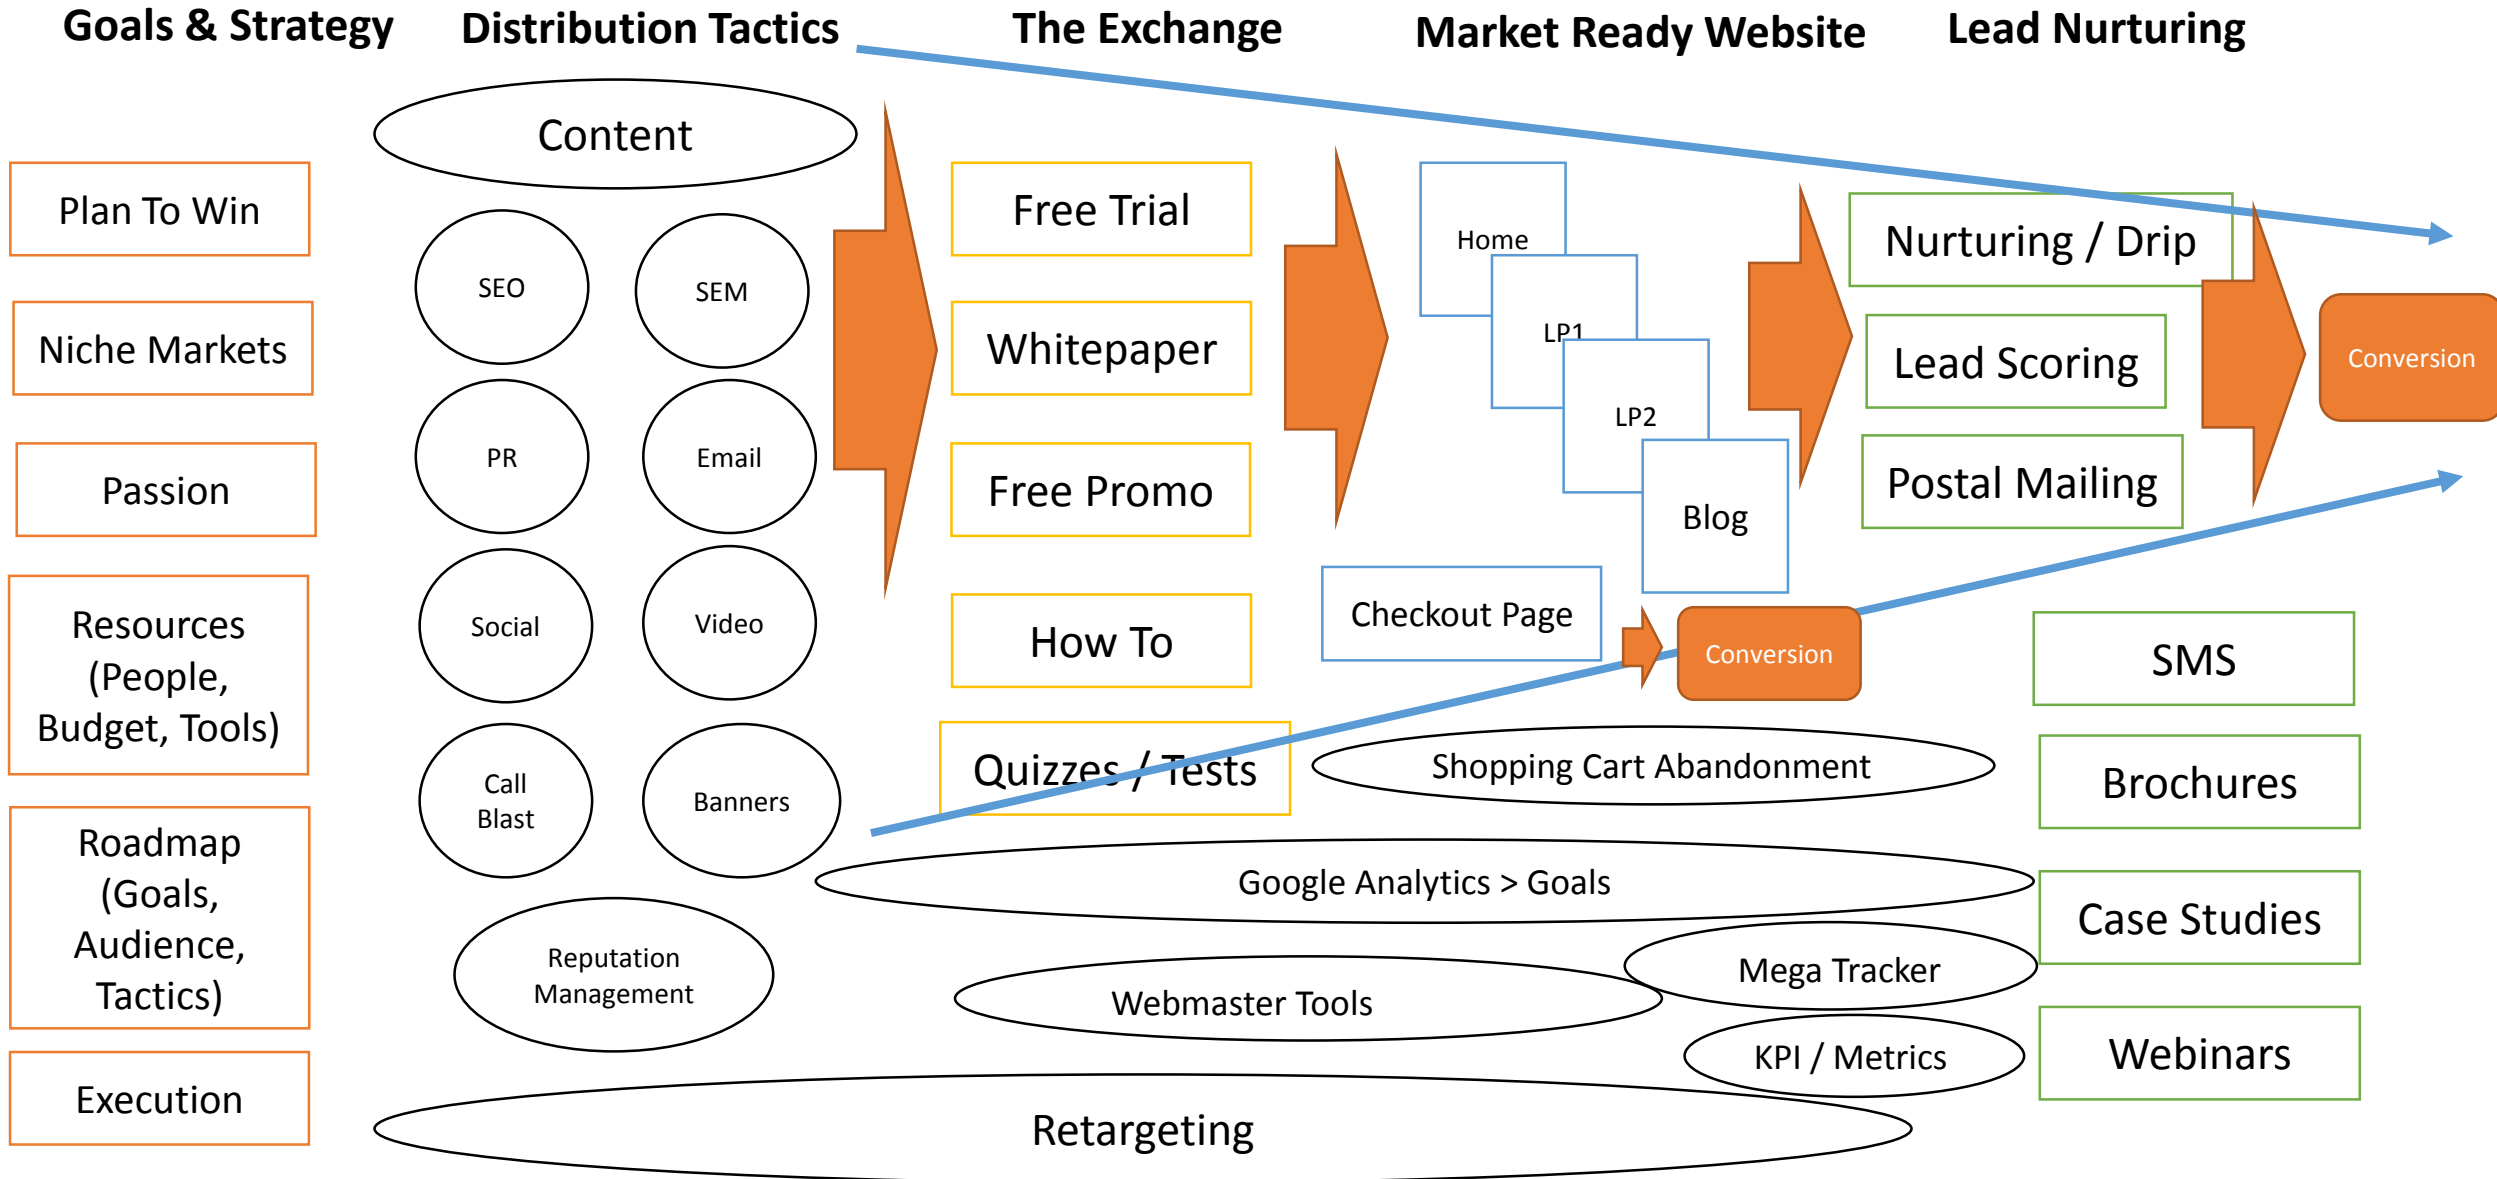 Goals & Strategy
Distribution Tactics
The Exchange
Market Ready Website
Lead Nurturing
Plan To Win
Niche Markets
Passion
Resources
(People,
Budget, Tools)
Roadmap
(Goals,
Audience,
Tactics)
Execution
Content
SEO
SEM
PR
Email
Social
Video
Call
Blast
Banners
Reputation
Management
Free Trial
Whitepaper
Free Promo
How To
Quizzes / Tests
Home
LP1
LP2
Blog
Checkout Page
Conversion
Shopping Cart Abandonment
Google Analytics > Goals
Webmaster Tools
Mega Tracker
KPI / Metrics
Retargeting
Nurturing / Drip
Lead Scoring
Postal Mailing
Conversion
SMS
Brochures
Case Studies
Webinars